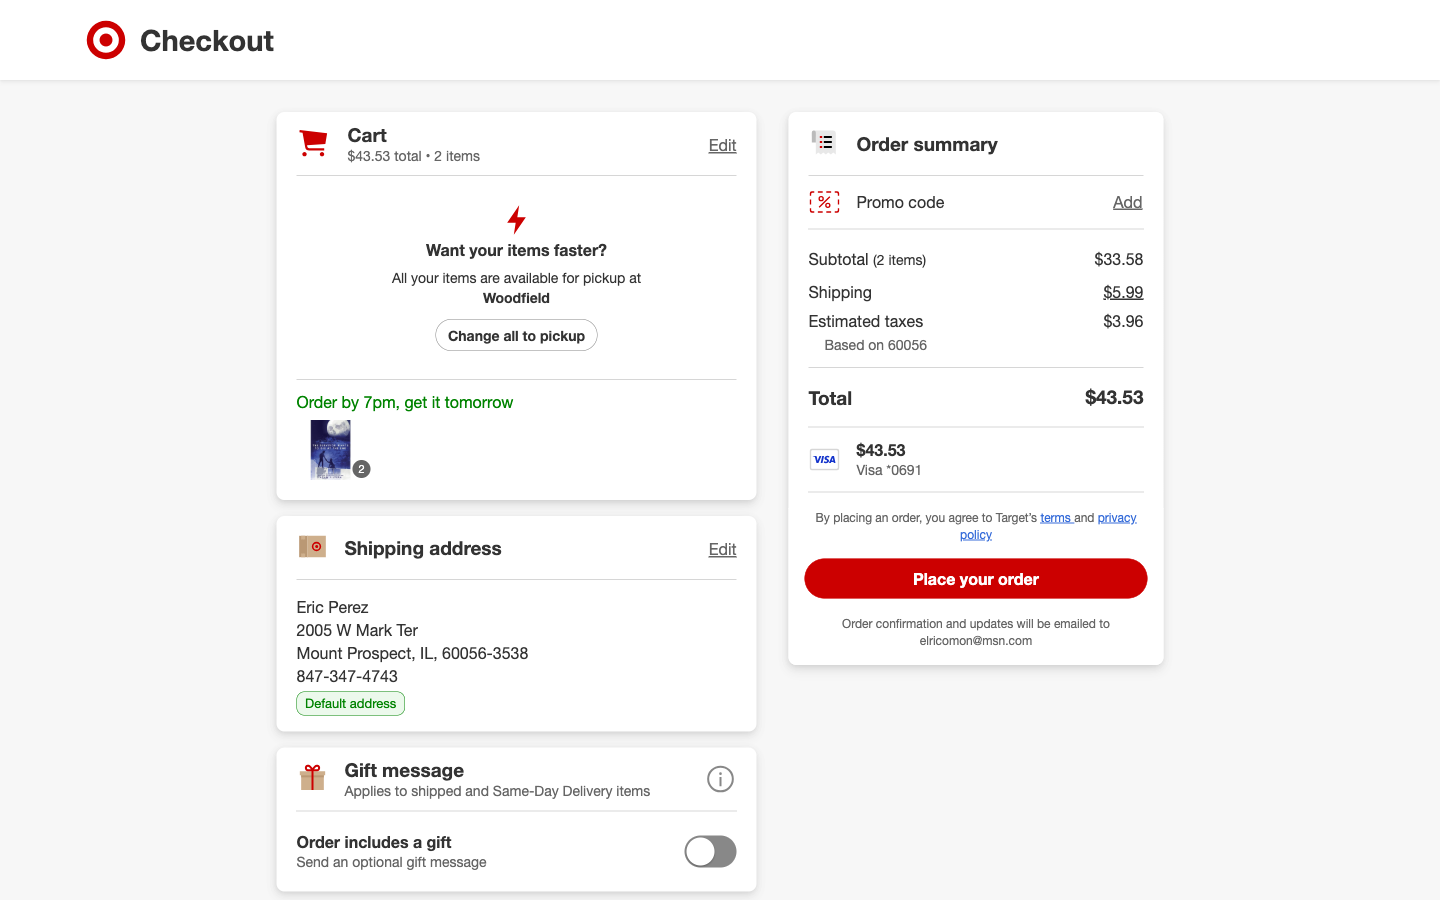 Checkout
Cart
$43.53 total • 2 items
Edit
Want your items faster?
All your items are available for pickup at
Woodfield
Change all to pickup
Order by 7pm, get it tomorrow
2
Shipping address
Edit
Eric Perez
2005 W Mark Ter
Mount Prospect, IL, 60056-3538
847-347-4743
Default address
Gift message
Applies to shipped and Same-Day Delivery items
Order includes a gift
Send an optional gift message
Order summary
Promo code
Add
Subtotal (2 items) $33.58
Shipping $5.99
Estimated taxes $3.96
Based on 60056
Total $43.53
VISA
$43.53
Visa *0691
By placing an order, you agree to Target's terms and privacy
policy
Place your order
Order confirmation and updates will be emailed to
elricomon@msn.com